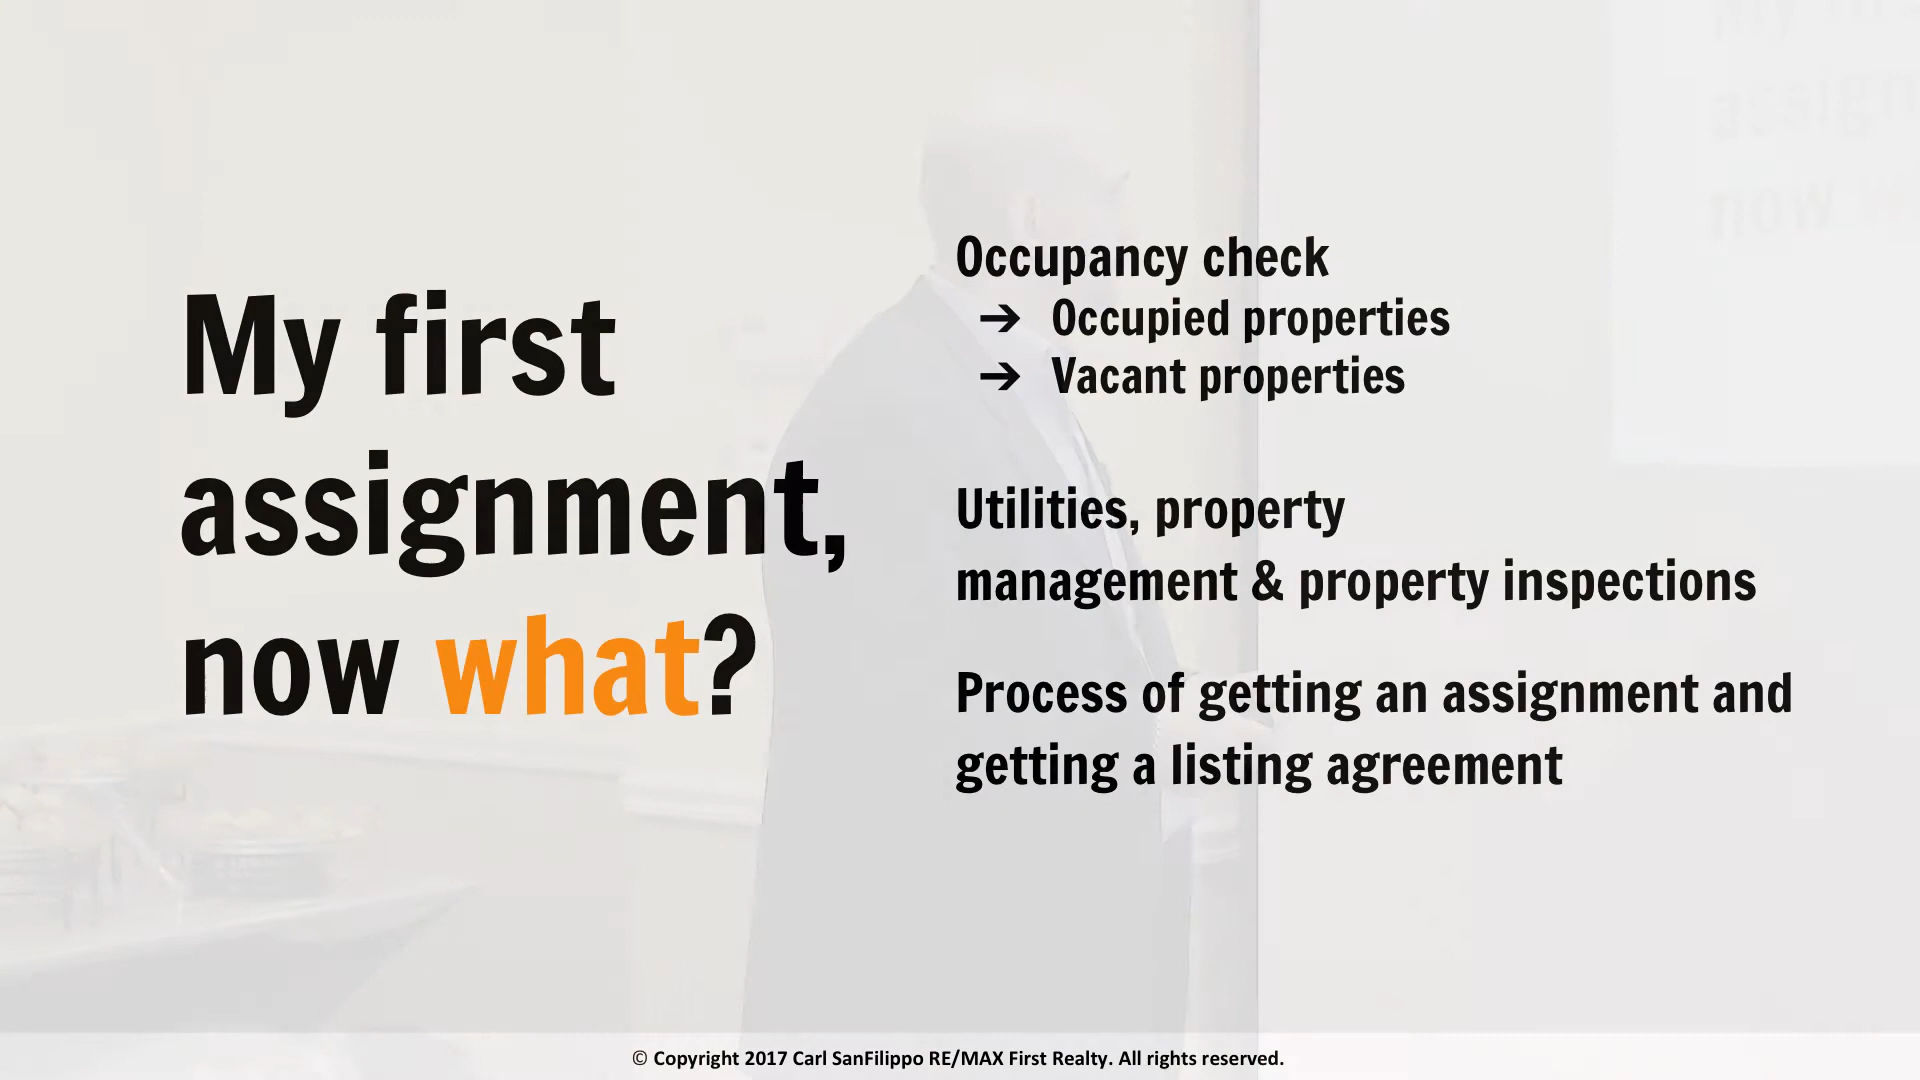 My first
assignment,
now what?
Occupancy check
➔ Occupied properties
➔ Vacant properties
Utilities, property
management & property inspections
Process of getting an assignment and
getting a listing agreement
© Copyright 2017 Carl SanFilippo RE/MAX First Realty. All rights reserved.